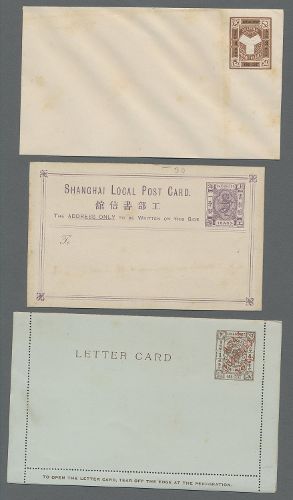 SHANGHAI LOCAL POST CARD.
工部書信館
THE ADDRESS ONLY TO BE WRITTEN ON THIS SIDE
To
LETTER CARD
TO OPEN THE LETTER CARD, TEAR OFF THE EDGE AT THE PERFORATION.